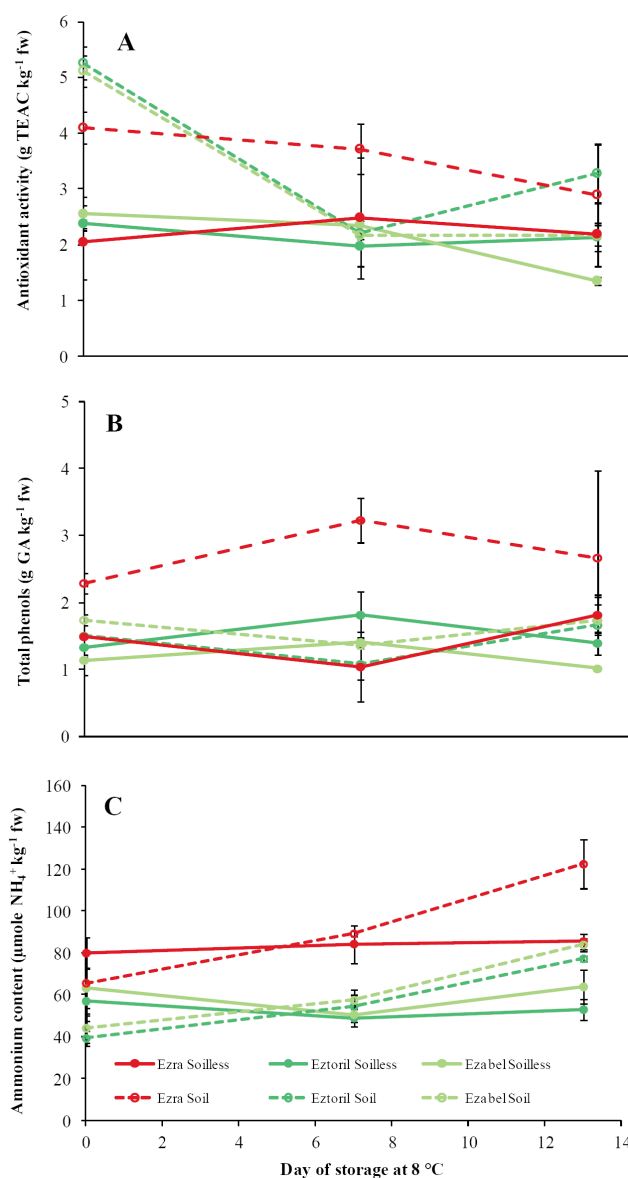 A
Antioxidant activity (g TEAC kg⁻¹ fw)
6
5
4
3
2
1
0
B
Total phenols (g GA kg⁻¹ fw)
5
4
3
2
1
0
C
Ammonium content (µmole NH₄⁺ kg⁻¹ fw)
160
140
120
100
80
60
40
20
0
Ezra Soilless Eztoril Soilless Ezabel Soilless
Ezra Soil Eztoril Soil Ezabel Soil
0 2 4 6 8 10 12 14
Day of storage at 8 °C